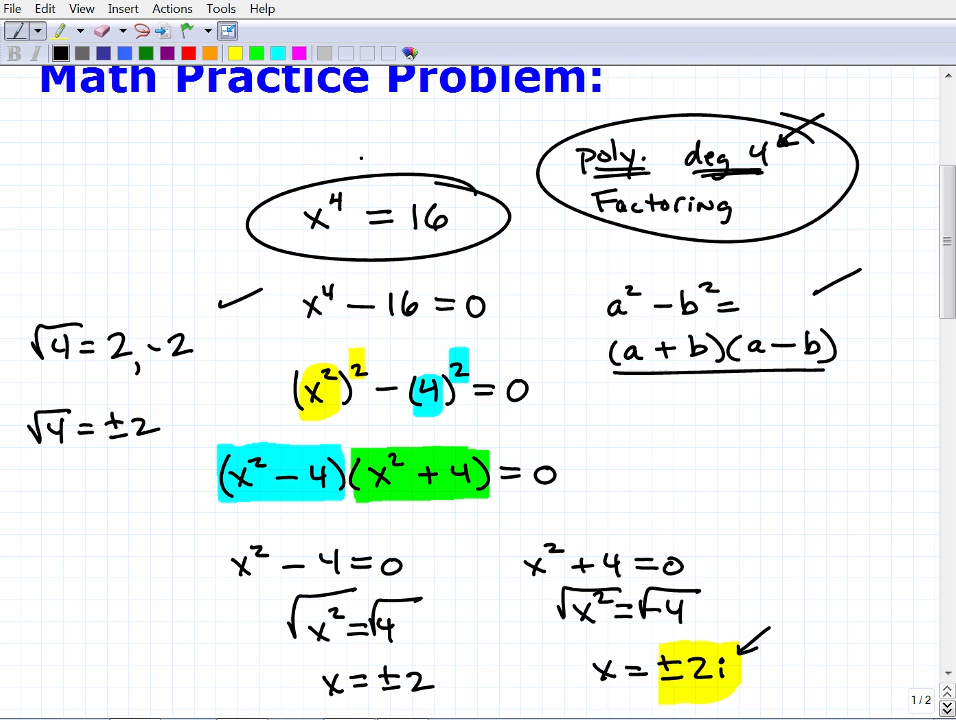 File Edit View Insert Actions Tools Help
B I
Math Practice Problem:
poly. deg 4
Factoring
x⁴ = 16
x⁴ − 16 = 0
a² − b² =
(a + b)(a − b)
√4 = 2, -2
(x²)² − (4)² = 0
√4 = ±2
(x² − 4)(x² + 4) = 0
x² − 4 = 0
x² + 4 = 0
√x² = √4
√x² = √−4
x = ±2
x = ±2i
1 / 2